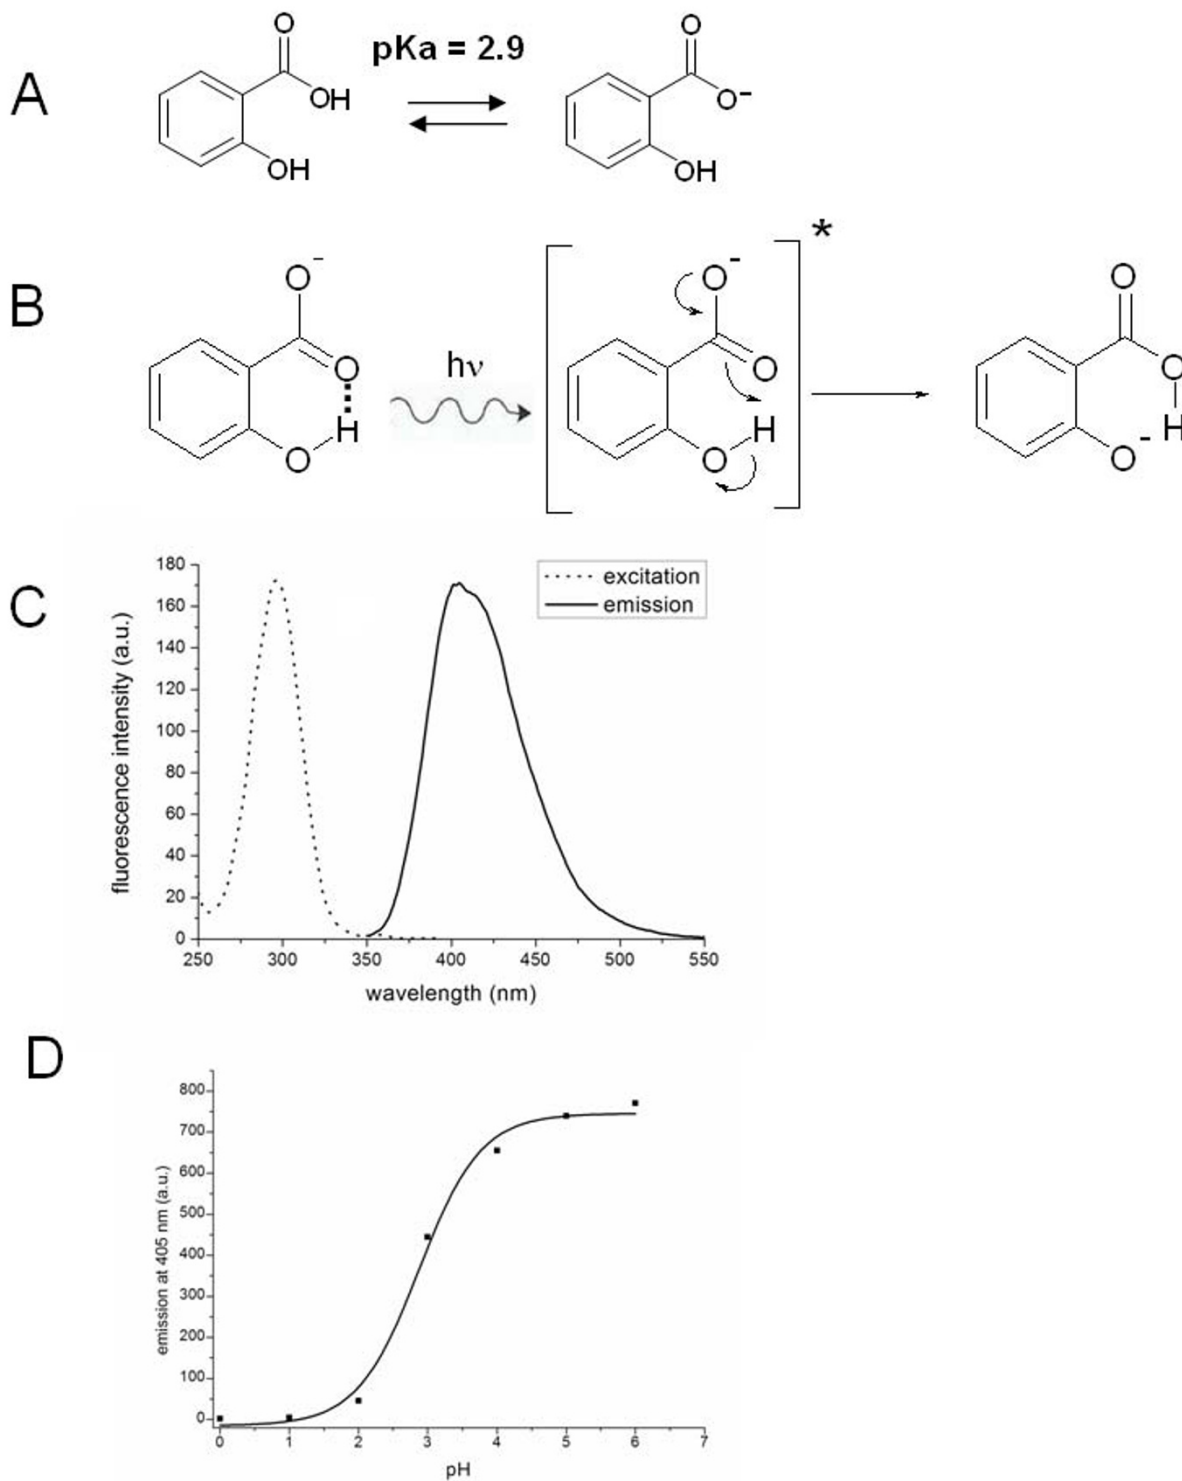 A
pKa = 2.9
O
OH
OH
O
O-
OH
B
O-
O
H
O
hν
*
O-
O
H
O
O
O
H
O-
C
excitation
emission
fluorescence intensity (a.u.)
180
160
140
120
100
80
60
40
20
0
250 300 350 400 450 500 550
wavelength (nm)
D
emission at 405 nm (a.u.)
800
700
600
500
400
300
200
100
0
0 1 2 3 4 5 6 7
pH